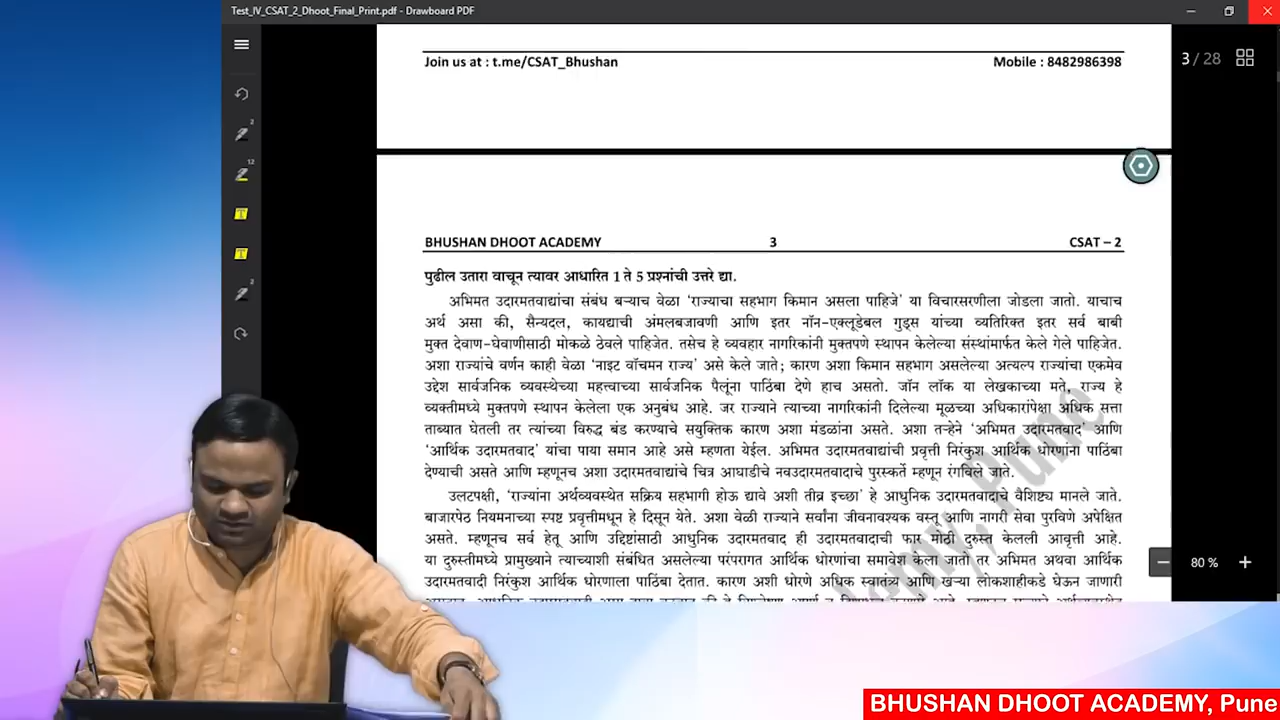 Test_IV_CSAT_2_Dhoot_Final_Print.pdf - Drawboard PDF
Join us at : t.me/CSAT_Bhushan Mobile : 8482986398
3 / 28
2
12
2
BHUSHAN DHOOT ACADEMY 3 CSAT – 2
पुढील उतारा वाचून त्यावर आधारित 1 ते 5 प्रश्नांची उत्तरे द्या.
अभिमत उदारमतवाद्यांचा संबंध बऱ्याच वेळा ‘राज्याचा सहभाग किमान असला पाहिजे’ या विचारसरणीला जोडला जातो. याचाच
अर्थ असा की, सैन्यदल, कायद्याची अंमलबजावणी आणि इतर नॉन-एक्लूडेबल गुड्स यांच्या व्यतिरिक्त इतर सर्व बाबी
मुक्त देवाण-घेवाणीसाठी मोकळे ठेवले पाहिजेत. तसेच हे व्यवहार नागरिकांनी मुक्तपणे स्थापन केलेल्या संस्थांमार्फत केले गेले पाहिजेत.
अशा राज्यांचे वर्णन काही वेळा ‘नाइट वॉचमन राज्य’ असे केले जाते; कारण अशा किमान सहभाग असलेल्या अत्यल्प राज्यांचा एकमेव
उद्देश सार्वजनिक व्यवस्थेच्या महत्त्वाच्या सार्वजनिक पैलूंना पाठिंबा देणे हाच असतो. जॉन लॉक या लेखकाच्या मते, राज्य हे
व्यक्तीमध्ये मुक्तपणे स्थापन केलेला एक अनुबंध आहे. जर राज्याने त्याच्या नागरिकांनी दिलेल्या मूळच्या अधिकारांपेक्षा अधिक सत्ता
ताब्यात घेतली तर त्यांच्या विरुद्ध बंड करण्याचे सयुक्तिक कारण अशा मंडळांना असते. अशा तऱ्हेने ‘अभिमत उदारमतवाद’ आणि
‘आर्थिक उदारमतवाद’ यांचा पाया समान आहे असे म्हणता येईल. अभिमत उदारमतवाद्यांची प्रवृत्ती निरंकुश आर्थिक धोरणांना पाठिंबा
देण्याची असते आणि म्हणूनच अशा उदारमतवाद्यांचे चित्र आघाडीचे नवउदारमतवादाचे पुरस्कर्ते म्हणून रंगविले जाते.
उलटपक्षी, ‘राज्यांना अर्थव्यवस्थेत सक्रिय सहभागी होऊ द्यावे अशी तीव्र इच्छा’ हे आधुनिक उदारमतवादाचे वैशिष्ट्य मानले जाते.
बाजारपेठ नियमनाच्या स्पष्ट प्रवृत्तीमधून हे दिसून येते. अशा वेळी राज्याने सर्वांना जीवनावश्यक वस्तू आणि नागरी सेवा पुरविणे अपेक्षित
असते. म्हणूनच सर्व हेतू आणि उद्दिष्टांसाठी आधुनिक उदारमतवाद ही उदारमतवादाची फार मोठी दुरुस्त केलली आवृत्ती आहे.
या दुरुस्तीमध्ये प्रामुख्याने त्याच्याशी संबंधित असलेल्या परंपरागत आर्थिक धोरणांचा समावेश केला जातो तर अभिमत अथवा आर्थिक
उदारमतवादी निरंकुश आर्थिक धोरणाला पाठिंबा देतात. कारण अशी धोरणे अधिक स्वातंत्र्य आणि खऱ्या लोकशाहीकडे घेऊन जाणारी
80 %
BHUSHAN DHOOT ACADEMY, Pune